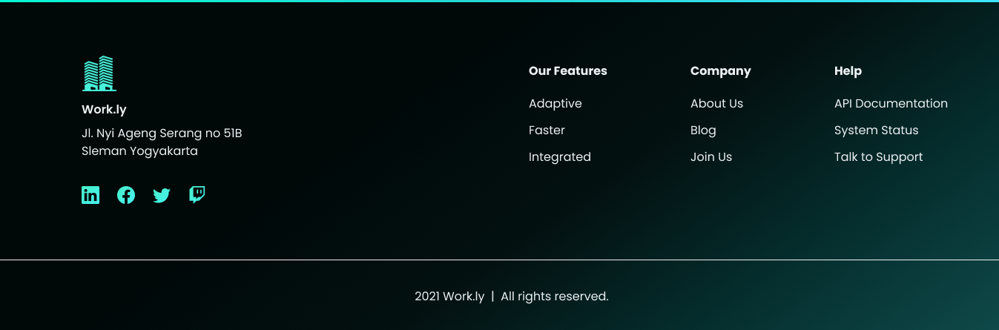 Work.ly
Jl. Nyi Ageng Serang no 51B
Sleman Yogyakarta
Our Features
Adaptive
Faster
Integrated
Company
About Us
Blog
Join Us
Help
API Documentation
System Status
Talk to Support
2021 Work.ly | All rights reserved.